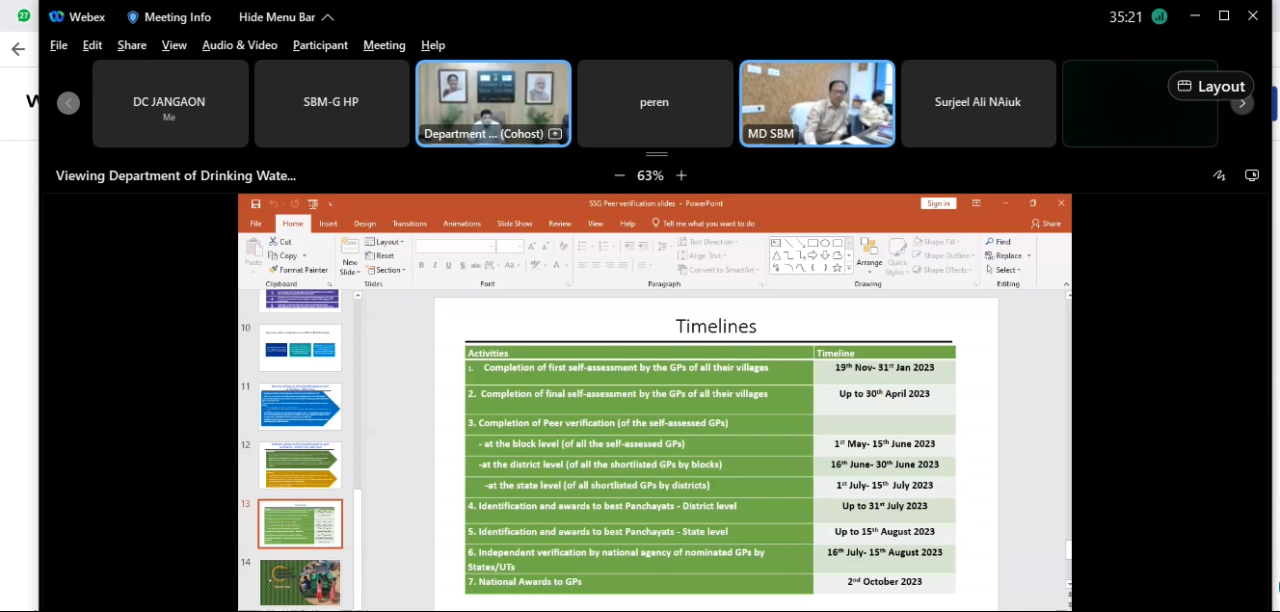 27
Webex
Meeting Info
Hide Menu Bar
35:21
File Edit Share View Audio & Video Participant Meeting Help
DC JANGAON
Me
SBM-G HP
Department ... (Cohost)
peren
MD SBM
Surjeel Ali NAiuk
Layout
Viewing Department of Drinking Wate...
63%
SSG Peer verification slides - PowerPoint
Sign in
File Home Insert Design Transitions Animations Slide Show Review View Help Tell me what you want to do
Share
Paste
Cut
Copy
Format Painter
Clipboard
New Slide
Layout
Reset
Section
Slides
Font
Text Direction
Align Text
Convert to SmartArt
Paragraph
Arrange
Quick Styles
Shape Fill
Shape Outline
Shape Effects
Drawing
Find
Replace
Select
Editing
10
11
12
13
14
Timelines
Activities Timeline
1. Completion of first self-assessment by the GPs of all their villages 19th Nov- 31st Jan 2023
2. Completion of final self-assessment by the GPs of all their villages Up to 30th April 2023
3. Completion of Peer verification (of the self-assessed GPs)
- at the block level (of all the self-assessed GPs) 1st May- 15th June 2023
-at the district level (of all the shortlisted GPs by blocks) 16th June- 30th June 2023
-at the state level (of all shortlisted GPs by districts) 1st July- 15th July 2023
4. Identification and awards to best Panchayats - District level Up to 31st July 2023
5. Identification and awards to best Panchayats - State level Up to 15th August 2023
6. Independent verification by national agency of nominated GPs by 16th July- 15th August 2023
States/UTs
7. National Awards to GPs 2nd October 2023